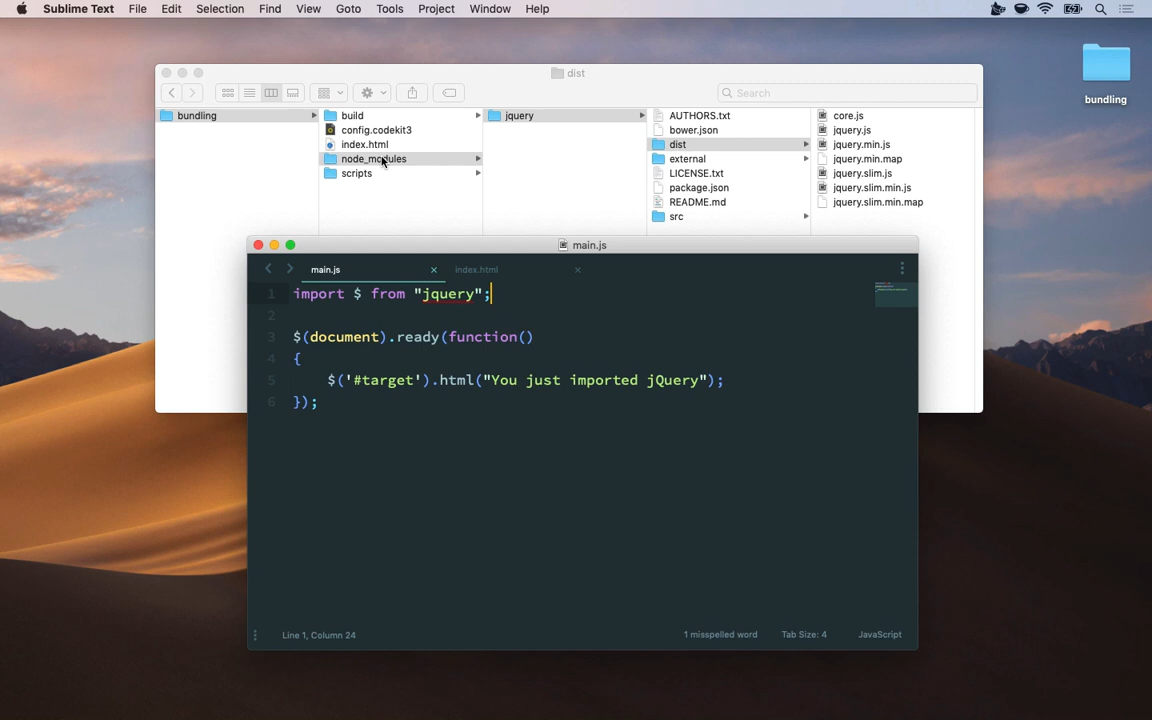 Sublime Text File Edit Selection Find View Goto Tools Project Window Help
dist
Search
bundling
bundling
build
config.codekit3
index.html
node_modules
scripts
jquery
AUTHORS.txt
bower.json
dist
external
LICENSE.txt
package.json
README.md
src
core.js
jquery.js
jquery.min.js
jquery.min.map
jquery.slim.js
jquery.slim.min.js
jquery.slim.min.map
main.js
main.js
index.html
1 import $ from "jquery";
2
3 $(document).ready(function()
4 {
5 $('#target').html("You just imported jQuery");
6 });
Line 1, Column 24
1 misspelled word
Tab Size: 4
JavaScript